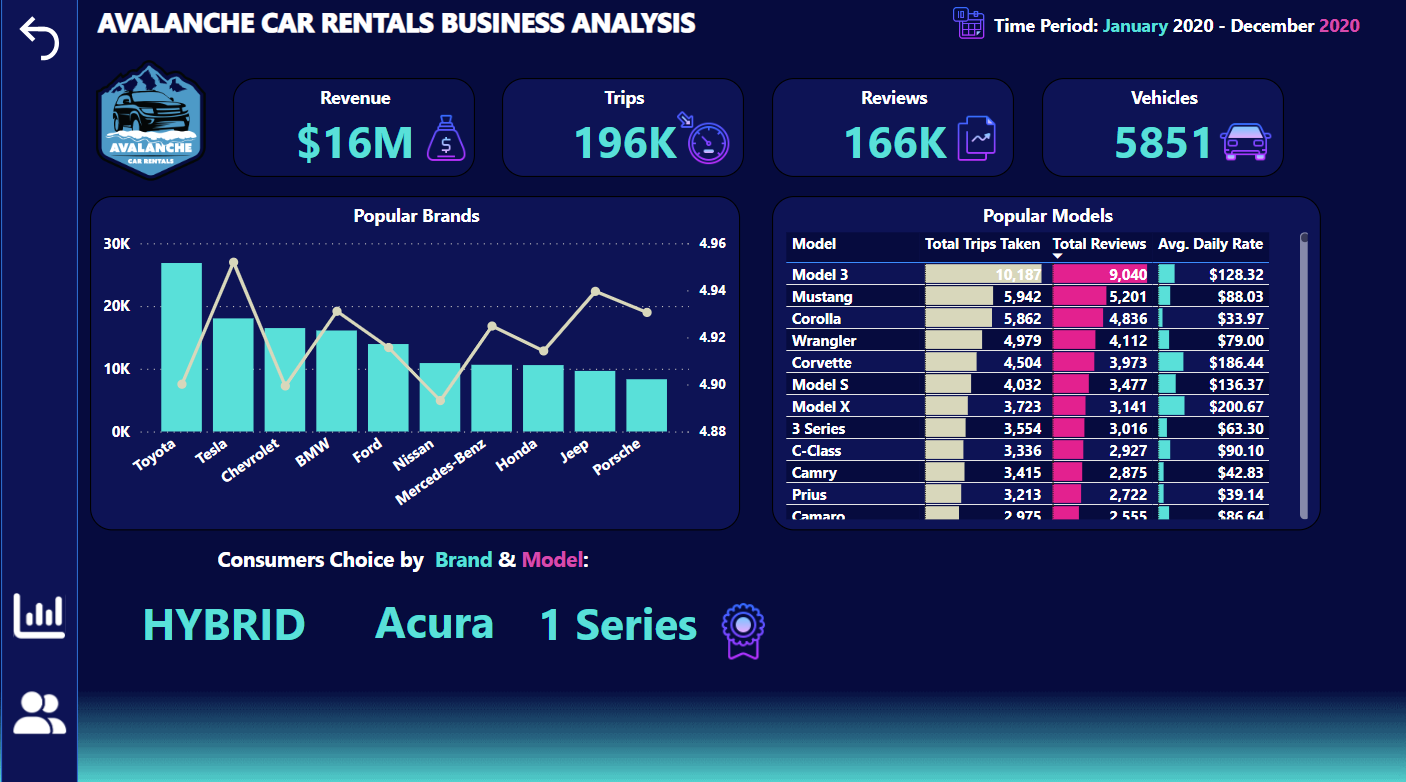 AVALANCHE CAR RENTALS BUSINESS ANALYSIS
Time Period: January 2020 - December 2020
AVALANCHE
CAR RENTALS
Revenue
$16M
Trips
196K
Reviews
166K
Vehicles
5851
Popular Brands
30K
20K
10K
0K
4.96
4.94
4.92
4.90
4.88
Toyota
Tesla
Chevrolet
BMW
Ford
Nissan
Mercedes-Benz
Honda
Jeep
Porsche
Popular Models
Model Total Trips Taken Total Reviews Avg. Daily Rate
Model 3 10,187 9,040 $128.32
Mustang 5,942 5,201 $88.03
Corolla 5,862 4,836 $33.97
Wrangler 4,979 4,112 $79.00
Corvette 4,504 3,973 $186.44
Model S 4,032 3,477 $136.37
Model X 3,723 3,141 $200.67
3 Series 3,554 3,016 $63.30
C-Class 3,336 2,927 $90.10
Camry 3,415 2,875 $42.83
Prius 3,213 2,722 $39.14
Camaro 2,975 2,555 $86.64
Consumers Choice by Brand & Model:
HYBRID Acura 1 Series